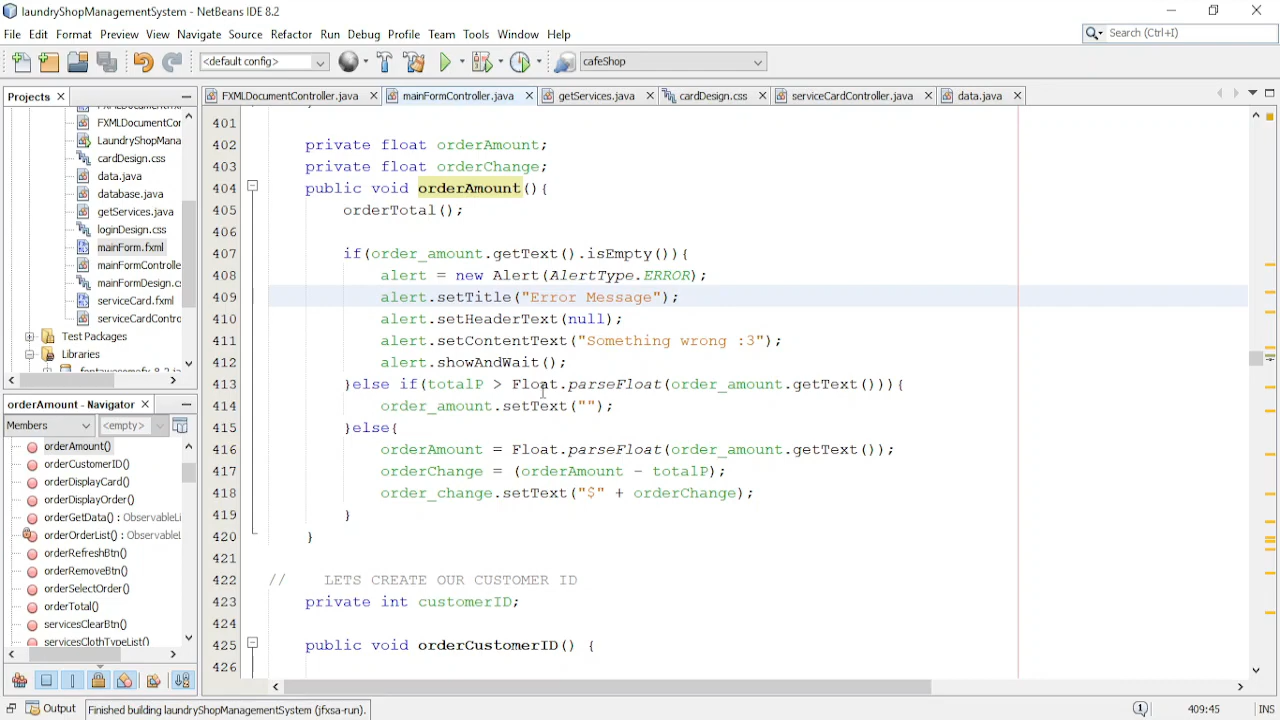 laundryShopManagementSystem - NetBeans IDE 8.2
File Edit Format Preview View Navigate Source Refactor Run Debug Profile Team Tools Window Help
Search (Ctrl+I)
<default config>
cafeShop
Projects
FXMLDocumentController.java
mainFormController.java
getServices.java
cardDesign.css
serviceCardController.java
data.java
FXMLDocumentCor
LaundryShopMana
cardDesign.css
data.java
database.java
getServices.java
loginDesign.css
mainForm.fxml
mainFormControlle
mainFormDesign.cs
serviceCard.fxml
serviceCardContro
Test Packages
Libraries
orderAmount - Navigator
Members
<empty>
orderAmount()
orderCustomerID()
orderDisplayCard()
orderDisplayOrder()
orderGetData() : ObservableLi
orderOrderList() : Observable
orderRefreshBtn()
orderRemoveBtn()
orderSelectOrder()
orderTotal()
servicesClearBtn()
servicesClothTypeList()
401
402 private float orderAmount;
403 private float orderChange;
404 public void orderAmount(){
405 orderTotal();
406
407 if(order_amount.getText().isEmpty()){
408 alert = new Alert(AlertType.ERROR);
409 alert.setTitle("Error Message");
410 alert.setHeaderText(null);
411 alert.setContentText("Something wrong :3");
412 alert.showAndWait();
413 }else if(totalP > Float.parseFloat(order_amount.getText())){
414 order_amount.setText("");
415 }else{
416 orderAmount = Float.parseFloat(order_amount.getText());
417 orderChange = (orderAmount - totalP);
418 order_change.setText("$" + orderChange);
419 }
420 }
421
422 // LETS CREATE OUR CUSTOMER ID
423 private int customerID;
424
425 public void orderCustomerID() {
426
Output
Finished building laundryShopManagementSystem (jfxsa-run).
409:45
INS